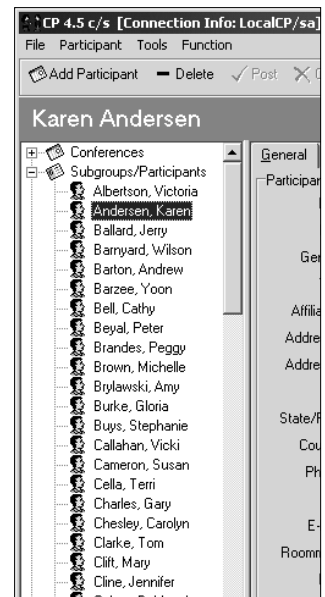 CP 4.5 c/s [Connection Info: LocalCP/sa]
File Participant Tools Function
Add Participant Delete Post
Karen Andersen
Conferences
General
Subgroups/Participants
Albertson, Victoria
Andersen, Karen
Ballard, Jerry
Barnyard, Wilson
Barton, Andrew
Barzee, Yoon
Bell, Cathy
Beyal, Peter
Brandes, Peggy
Brown, Michelle
Brylawski, Amy
Burke, Gloria
Buys, Stephanie
Callahan, Vicki
Cameron, Susan
Cella, Terri
Charles, Gary
Chesley, Carolyn
Clarke, Tom
Clift, Mary
Cline, Jennifer
Participar
Ger
Affilia
Addre
Addre
State/F
Cou
Ph
E-
Roomm